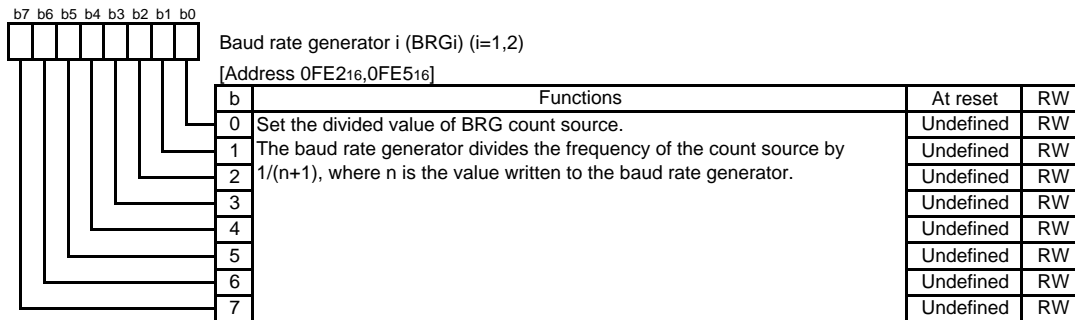 b7 b6 b5 b4 b3 b2 b1 b0
Baud rate generator i (BRGi) (i=1,2)
[Address 0FE216,0FE516]
b Functions At reset RW
0 Set the divided value of BRG count source. Undefined RW
1 The baud rate generator divides the frequency of the count source by Undefined RW
2 1/(n+1), where n is the value written to the baud rate generator. Undefined RW
3 Undefined RW
4 Undefined RW
5 Undefined RW
6 Undefined RW
7 Undefined RW